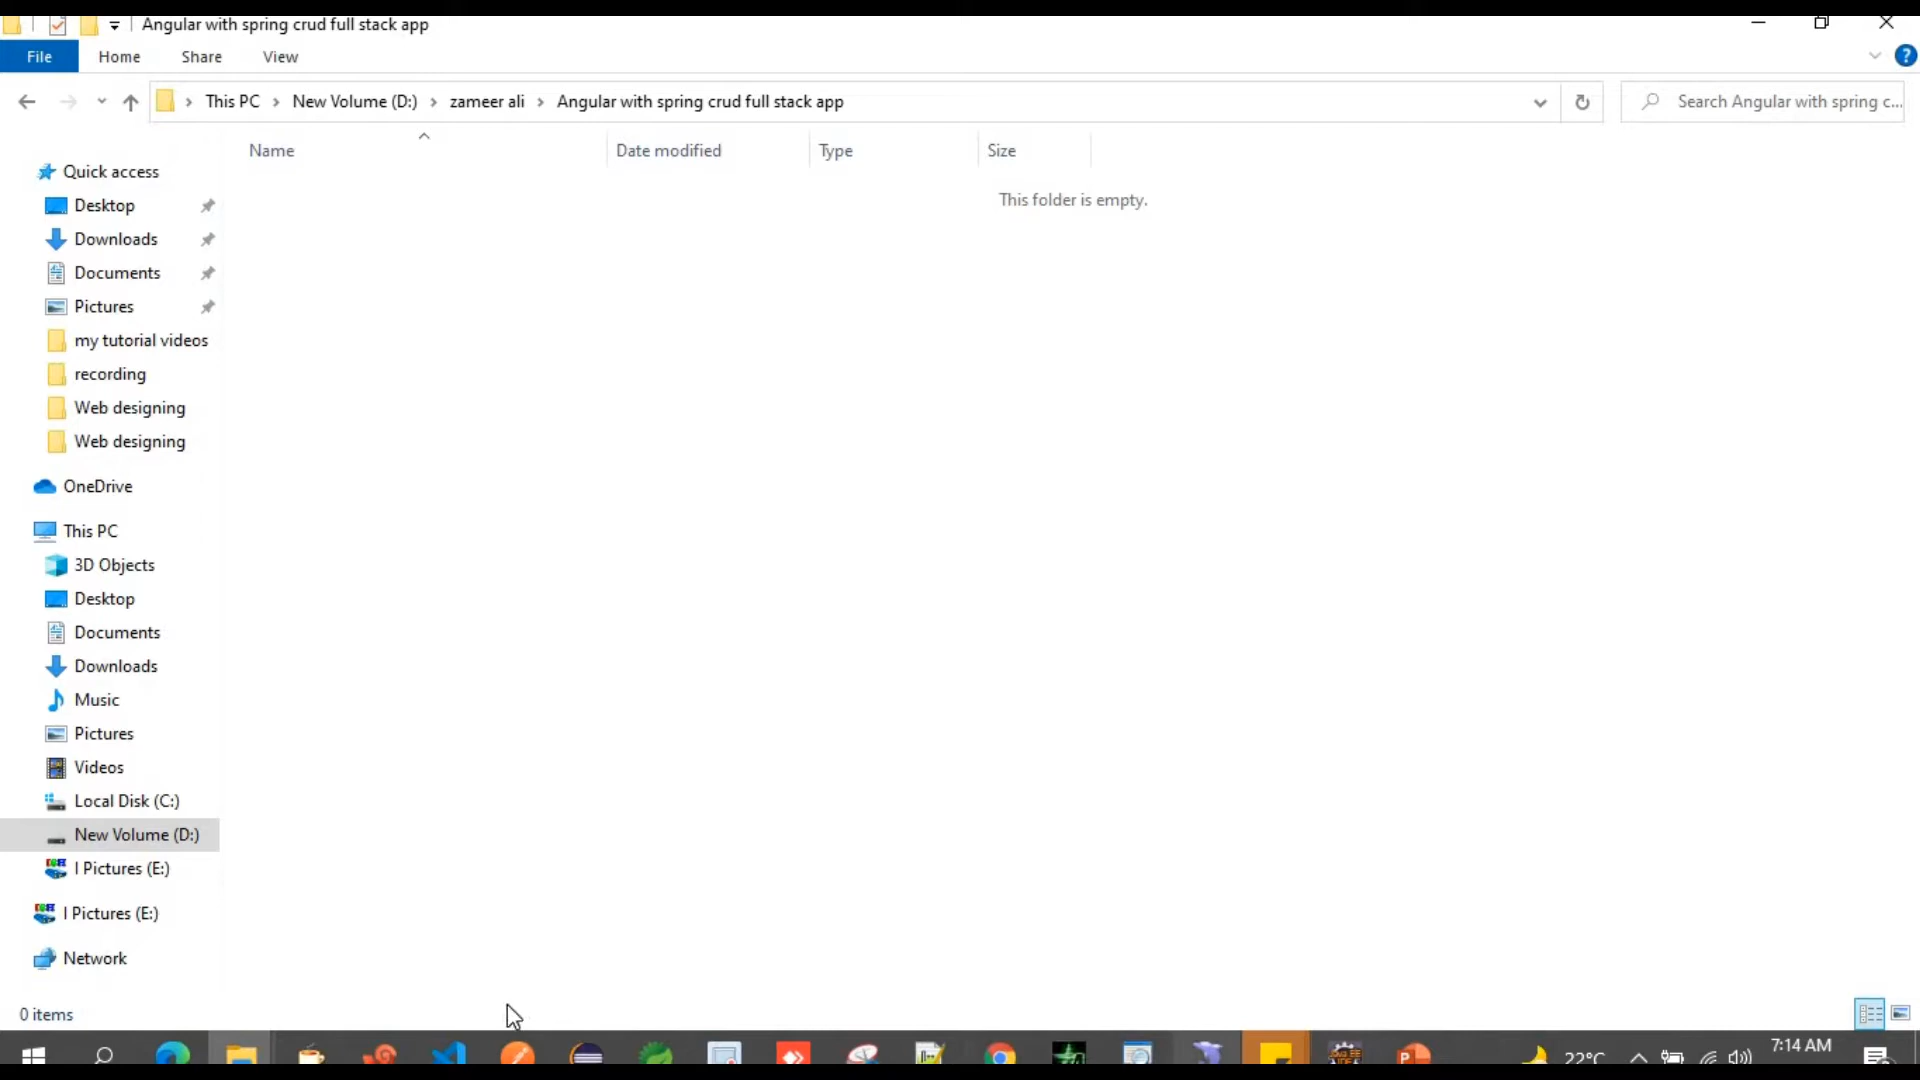 Angular with spring crud full stack app
File Home Share View
This PC New Volume (D:) zameer ali Angular with spring crud full stack app
Search Angular with spring c...
Name Date modified Type Size
This folder is empty.
Quick access
Desktop
Downloads
Documents
Pictures
my tutorial videos
recording
Web designing
Web designing
OneDrive
This PC
3D Objects
Desktop
Documents
Downloads
Music
Pictures
Videos
Local Disk (C:)
New Volume (D:)
I Pictures (E:)
I Pictures (E:)
Network
0 items
22°C
7:14 AM